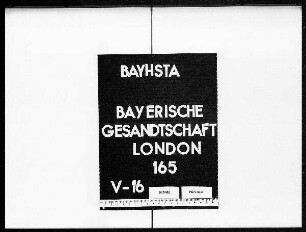 BAYHSTA
BAYERISCHE
GESANDTSCHAFT
LONDON
165
V-16